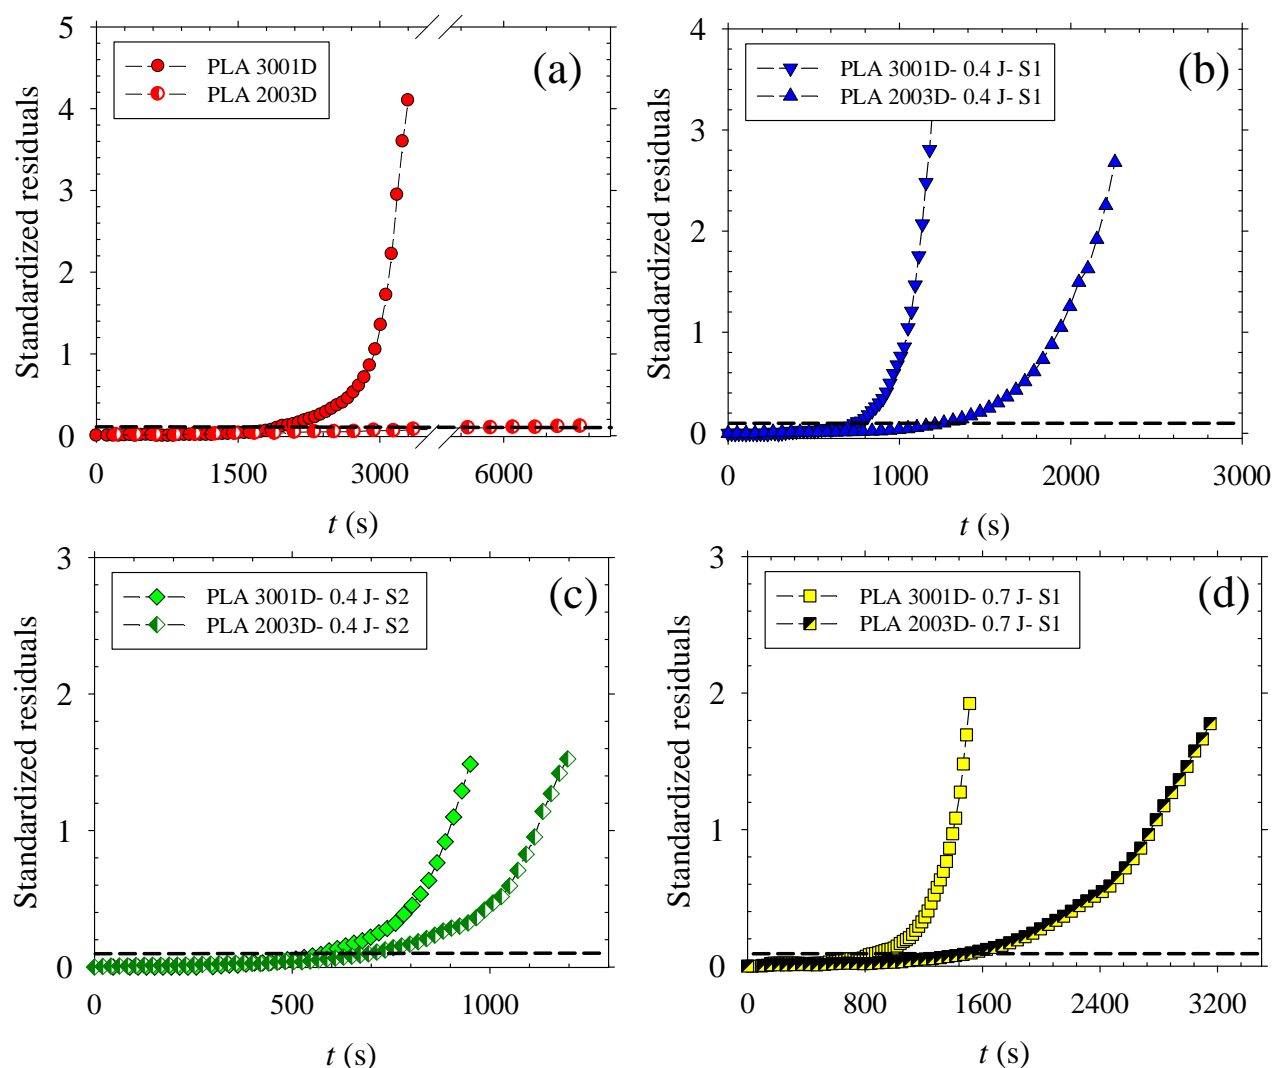 5
4
3
2
1
0
Standardized residuals
PLA 3001D
PLA 2003D
(a)
0
1500
3000
6000
t (s)
4
3
2
1
0
Standardized residuals
PLA 3001D- 0.4 J- S1
PLA 2003D- 0.4 J- S1
(b)
0
1000
2000
3000
t (s)
3
2
1
0
Standardized residuals
PLA 3001D- 0.4 J- S2
PLA 2003D- 0.4 J- S2
(c)
0
500
1000
t (s)
3
2
1
0
Standardized residuals
PLA 3001D- 0.7 J- S1
PLA 2003D- 0.7 J- S1
(d)
0
800
1600
2400
3200
t (s)